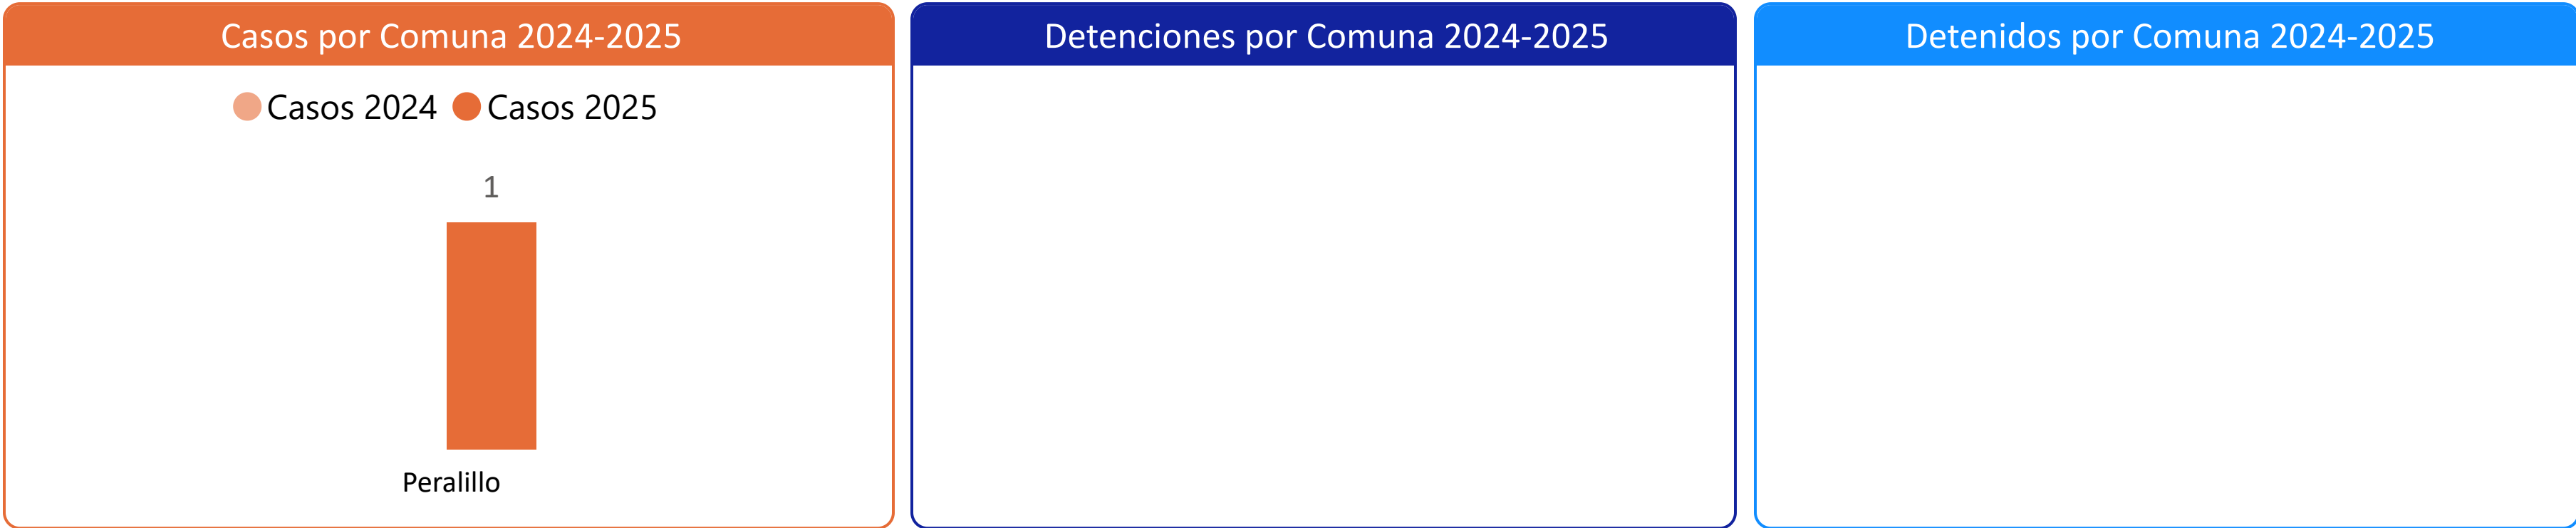 Casos por Comuna 2024-2025
Casos 2024 Casos 2025
1
Peralillo
Detenciones por Comuna 2024-2025
Detenidos por Comuna 2024-2025